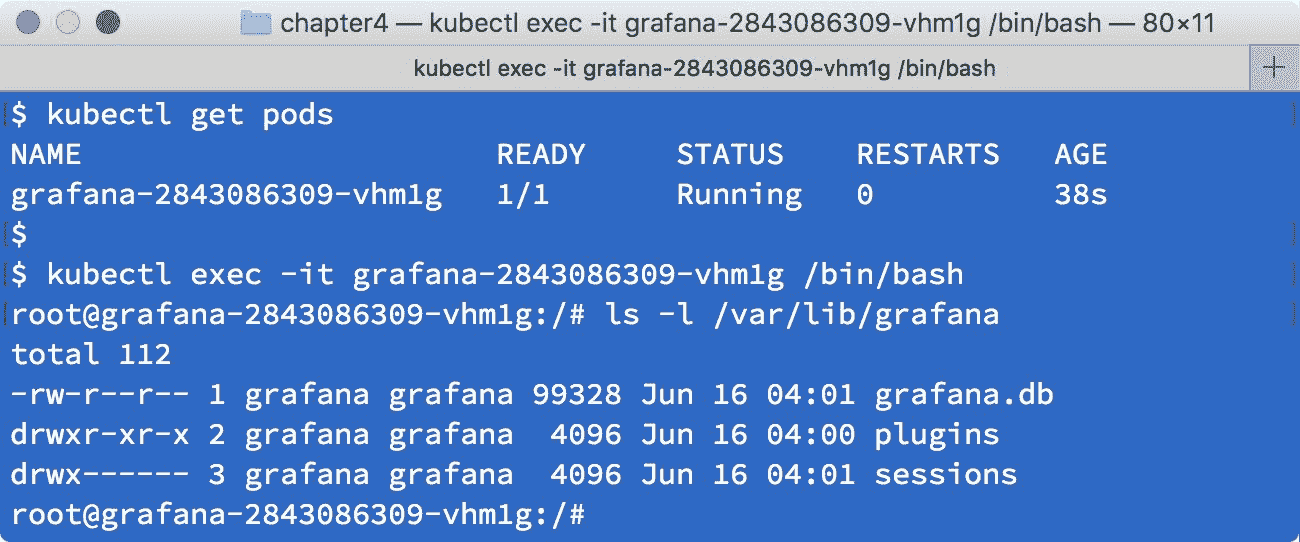 chapter4 — kubectl exec -it grafana-2843086309-vhm1g /bin/bash — 80×11
kubectl exec -it grafana-2843086309-vhm1g /bin/bash
$ kubectl get pods
NAME                       READY     STATUS    RESTARTS   AGE
grafana-2843086309-vhm1g   1/1       Running   0          38s
$
$ kubectl exec -it grafana-2843086309-vhm1g /bin/bash
root@grafana-2843086309-vhm1g:/# ls -l /var/lib/grafana
total 112
-rw-r--r-- 1 grafana grafana 99328 Jun 16 04:01 grafana.db
drwxr-xr-x 2 grafana grafana  4096 Jun 16 04:00 plugins
drwx------ 3 grafana grafana  4096 Jun 16 04:01 sessions
root@grafana-2843086309-vhm1g:/#